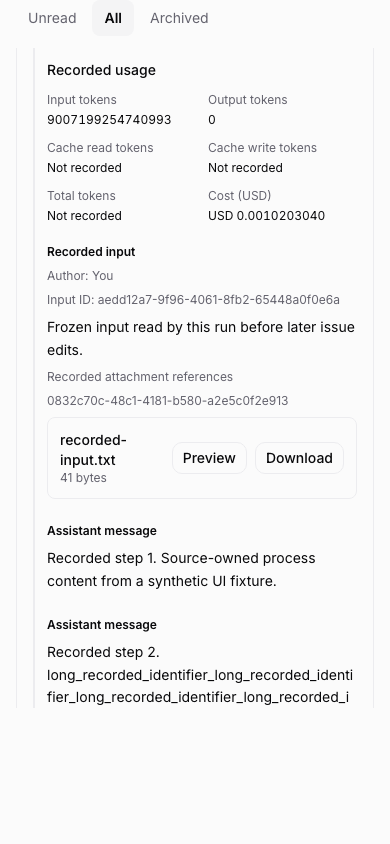 Unread All Archived
Recorded usage
Input tokens Output tokens
9007199254740993 0
Cache read tokens Cache write tokens
Not recorded Not recorded
Total tokens Cost (USD)
Not recorded USD 0.0010203040
Recorded input
Author: You
Input ID: aedd12a7-9f96-4061-8fb2-65448a0f0e6a
Frozen input read by this run before later issue
edits.
Recorded attachment references
0832c70c-48c1-4181-b580-a2e5c0f2e913
recorded-
input.txt
41 bytes
Preview Download
Assistant message
Recorded step 1. Source-owned process
content from a synthetic UI fixture.
Assistant message
Recorded step 2.
long_recorded_identifier_long_recorded_identi
fier_long_recorded_identifier_long_recorded_i